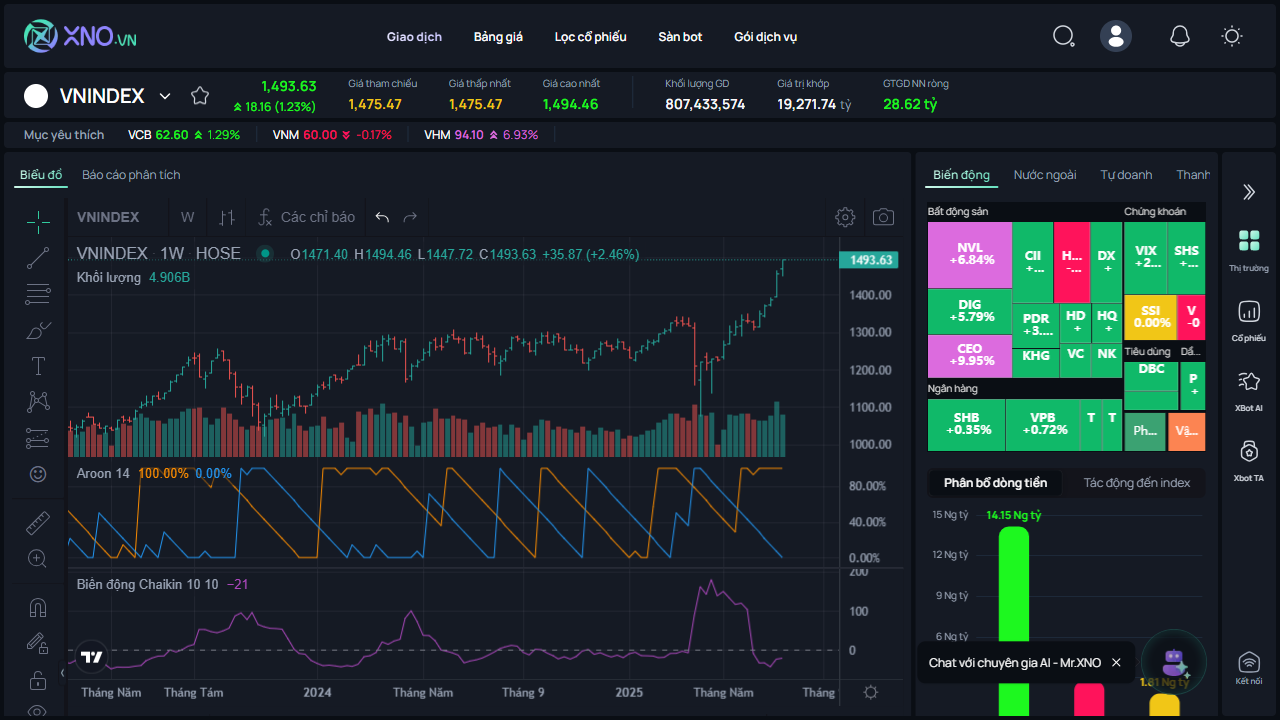 XNO.VN
Giao dịch
Bảng giá
Lọc cổ phiếu
Sàn bot
Gói dịch vụ
VNINDEX
1,493.63
18.16 (1.23%)
Giá tham chiếu
1,475.47
Giá thấp nhất
1,475.47
Giá cao nhất
1,494.46
Khối lượng GD
807,433,574
Giá trị khớp
19,271.74 tỷ
GTGD NN ròng
28.62 tỷ
Mục yêu thích
VCB 62.60 1.29%
VNM 60.00 -0.17%
VHM 94.10 6.93%
Biểu đồ
Báo cáo phân tích
VNINDEX
W
Các chỉ báo
VNINDEX · 1W · HOSE
O1471.40 H1494.46 L1447.72 C1493.63 +35.87 (+2.46%)
Khối lượng 4.906B
1493.63
1400.00
1300.00
1200.00
1100.00
1000.00
Aroon 14 100.00% 0.00%
80.00%
40.00%
0.00%
Biên động Chaikin 10 10 −21
200
100
0
Tháng Năm
Tháng Tám
2024
Tháng Năm
Tháng 9
2025
Tháng Năm
Tháng
Biến động
Nước ngoài
Tự doanh
Thanh
Bất động sản
NVL
+6.84%
DIG
+5.79%
CEO
+9.95%
CII
+...
H...
-...
DX
+
PDR
+3....
HD
+
HQ
+
KHG
VC
NK
Chứng khoán
VIX
+2...
SHS
+...
SSI
0.00%
V
-0
Tiêu dùng
Dầ...
DBC
P
+
Ph...
Vậ...
Ngân hàng
SHB
+0.35%
VPB
+0.72%
T
T
Phân bổ dòng tiền
Tác động đến index
15 Ng tỷ
14.15 Ng tỷ
12 Ng tỷ
9 Ng tỷ
6 Ng tỷ
1.81 Ng tỷ
Chat với chuyên gia AI - Mr.XNO
Thị trường
Cổ phiếu
XBot AI
Xbot TA
Kết nối